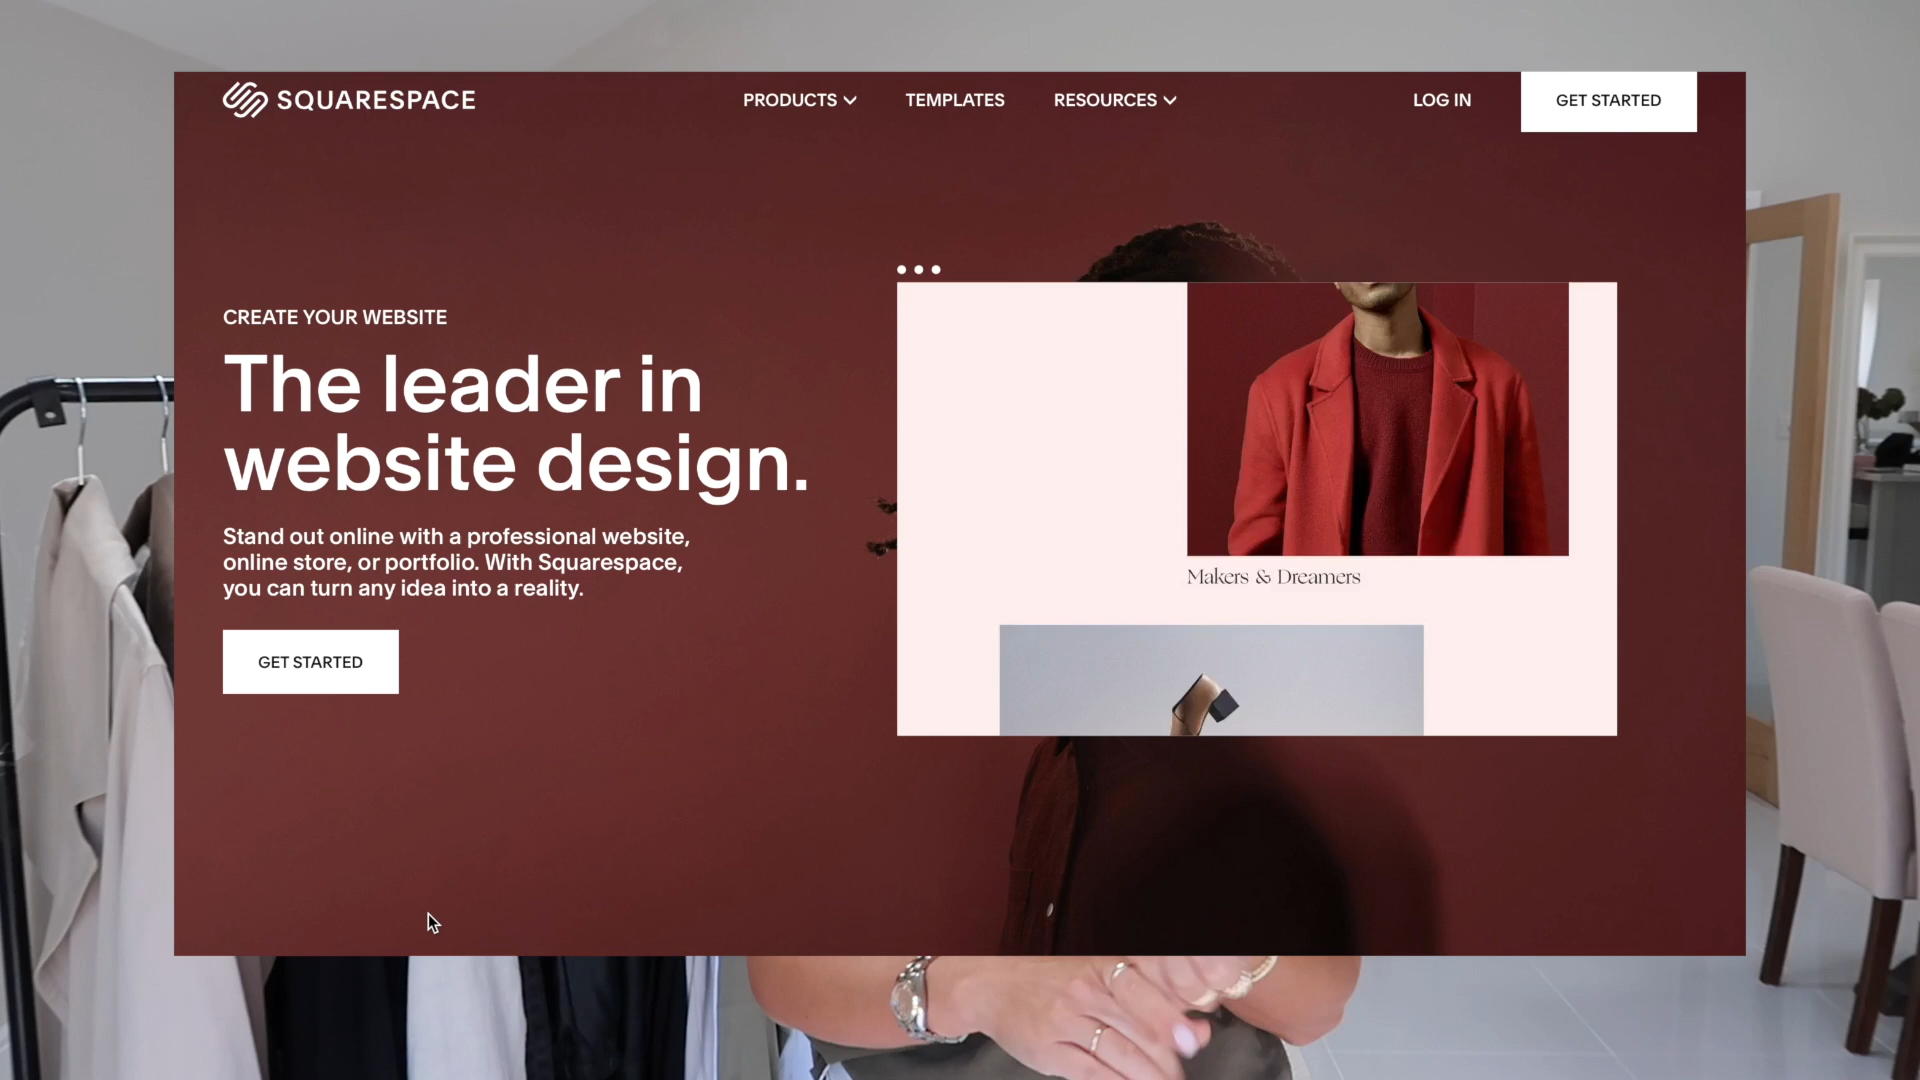 SQUARESPACE
PRODUCTS
TEMPLATES
RESOURCES
LOG IN
GET STARTED
CREATE YOUR WEBSITE
The leader in
website design.
Stand out online with a professional website,
online store, or portfolio. With Squarespace,
you can turn any idea into a reality.
GET STARTED
Makers & Dreamers